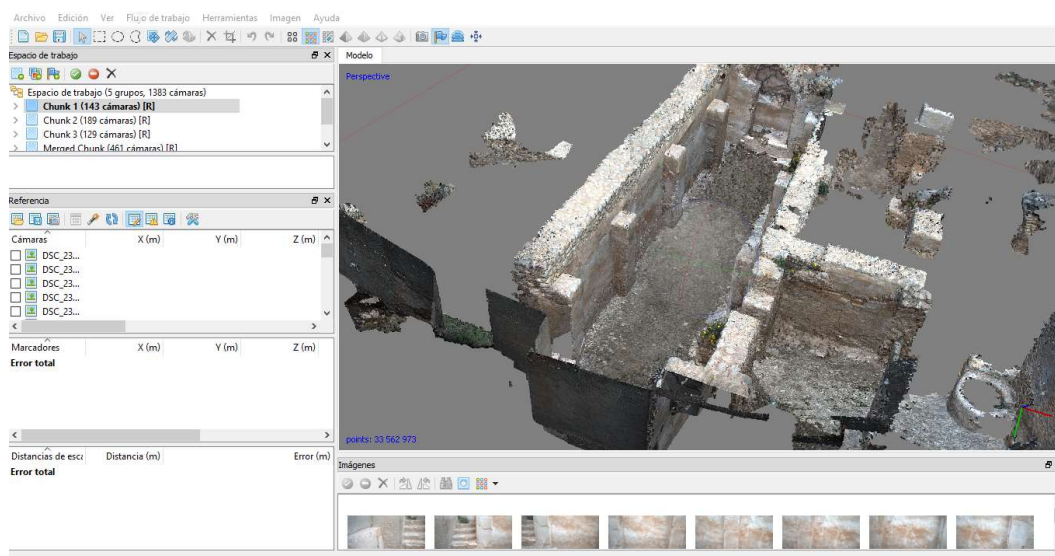 Archivo Edición Ver Flujo de trabajo Herramientas Imagen Ayuda
Espacio de trabajo
Espacio de trabajo (5 grupos, 1383 cámaras)
Chunk 1 (143 cámaras) [R]
Chunk 2 (189 cámaras) [R]
Chunk 3 (129 cámaras) [R]
Merged Chunk (461 cámaras) [R]
Referencia
Cámaras X (m) Y (m) Z (m)
DSC_23...
DSC_23...
DSC_23...
DSC_23...
DSC_23...
Marcadores X (m) Y (m) Z (m)
Error total
Distancias de esca Distancia (m) Error (m)
Error total
Modelo
Perspective
points: 33 562 973
Imágenes